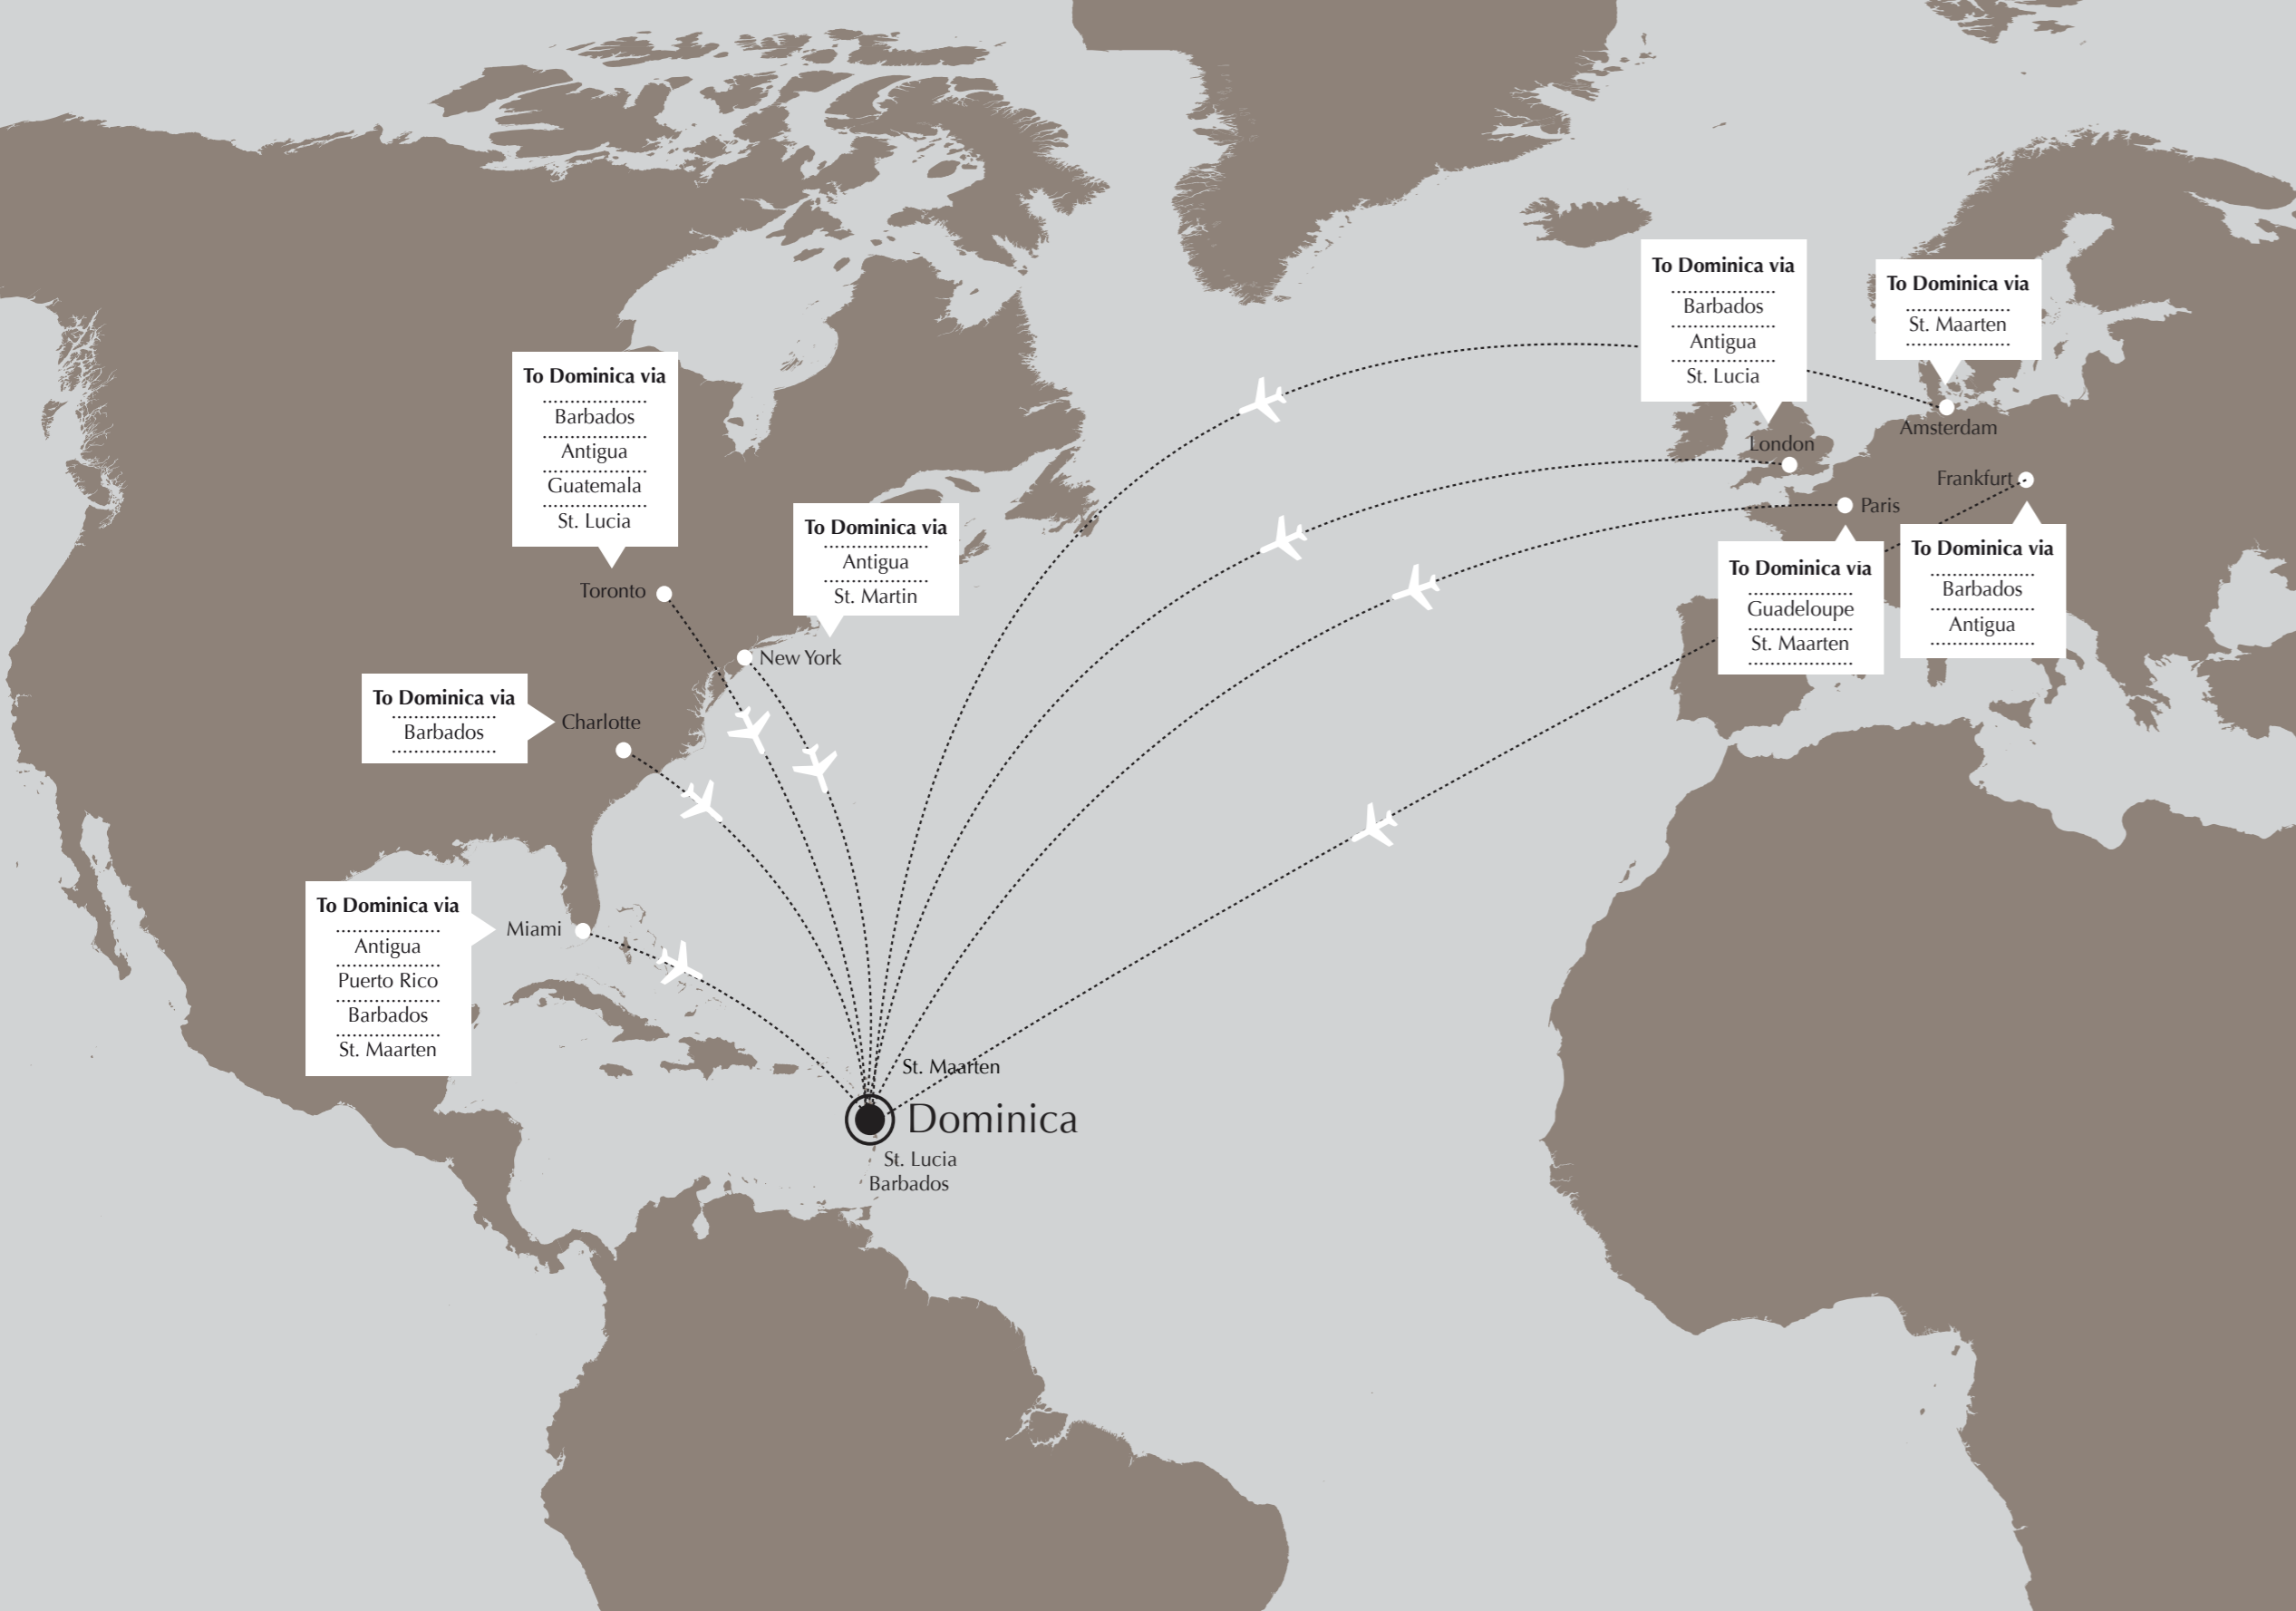 To Dominica via
Barbados
Antigua
St. Lucia
To Dominica via
St. Maarten
To Dominica via
Barbados
Antigua
Guatemala
St. Lucia
Amsterdam
London
Frankfurt
Paris
To Dominica via
Antigua
St. Martin
To Dominica via
Barbados
Antigua
To Dominica via
Guadeloupe
St. Maarten
Toronto
New York
To Dominica via
Barbados
Charlotte
To Dominica via
Antigua
Puerto Rico
Barbados
St. Maarten
Miami
St. Maarten
Dominica
St. Lucia
Barbados